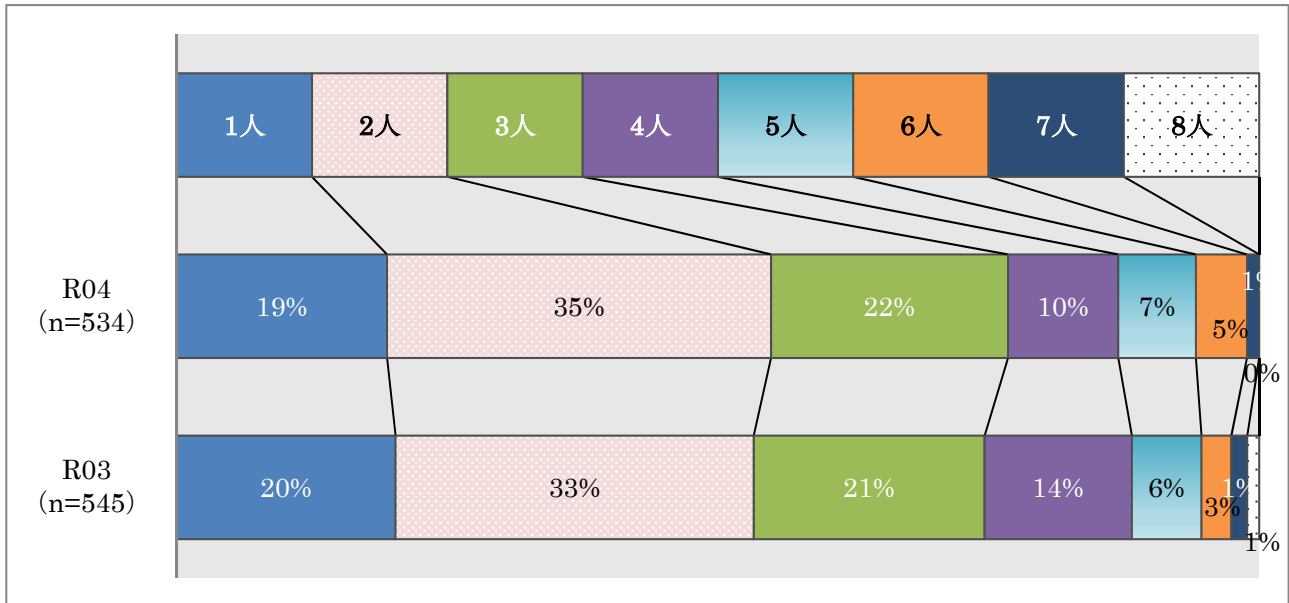 1人 2人 3人 4人 5人 6人 7人 8人
R04
（n=534）
19% 35% 22% 10% 7% 5% 1%
0%
R03
（n=545）
20% 33% 21% 14% 6% 3% 1%
1%